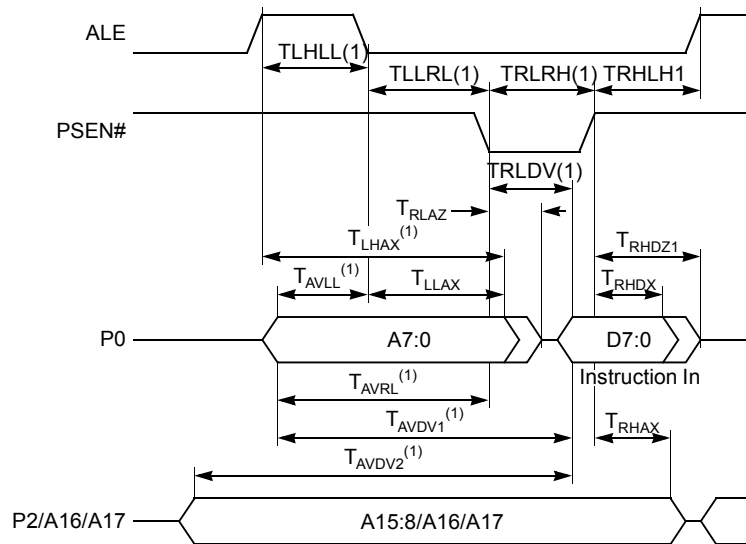 ALE
TLHLL(1)
TLLRL(1) TRLRH(1) TRHLH1
PSEN#
TRLDV(1)
TRLAZ
TLHAX(1)
TRHDZ1
TAVLL(1) TLLAX TRHDX
P0 A7:0 D7:0
Instruction In
TAVRL(1)
TAVDV1(1)
TRHAX
TAVDV2(1)
P2/A16/A17 A15:8/A16/A17